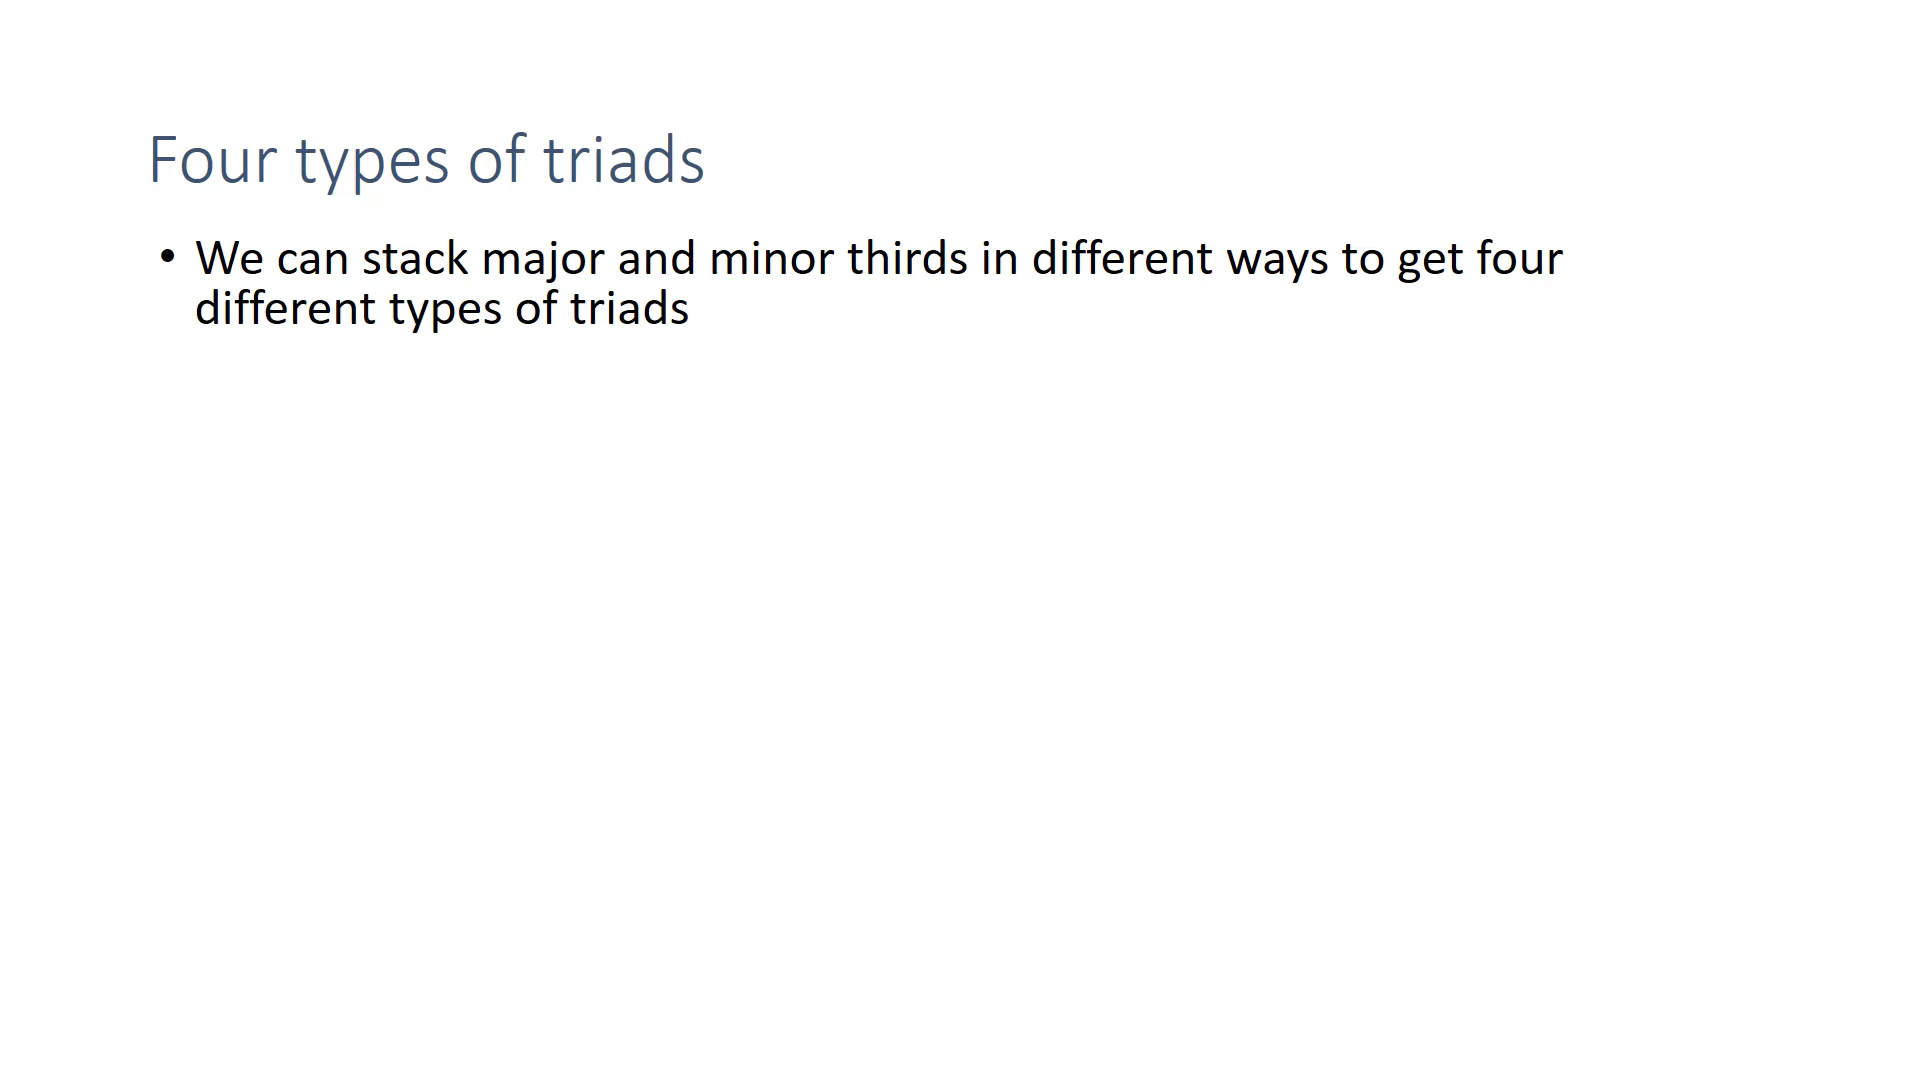 Four types of triads
• We can stack major and minor thirds in different ways to get four
different types of triads